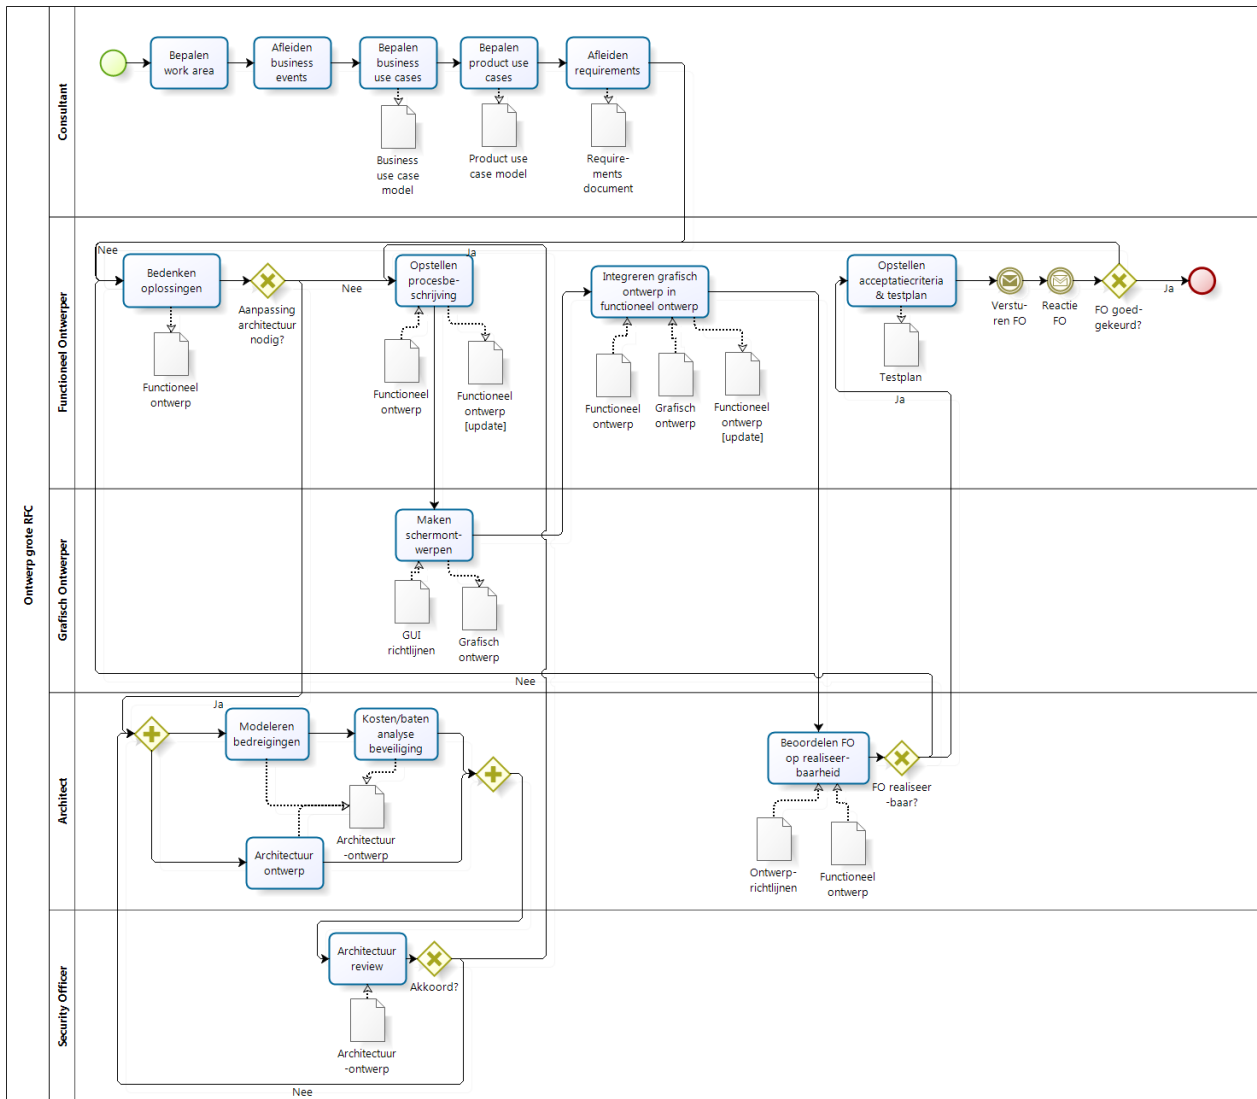 Ontwerp grote RFC
Consultant
Bepalen
work area
Afleiden
business
events
Bepalen
business
use cases
Bepalen
product use
cases
Afleiden
requirements
Business
use case
model
Product use
case model
Require-
ments
document
Functioneel Ontwerper
Nee
Bedenken
oplossingen
Functioneel
ontwerp
Aanpassing
architectuur
nodig?
Nee
Ja
Opstellen
procesbe-
schrijving
Functioneel
ontwerp
Functioneel
ontwerp
[update]
Integreren grafisch
ontwerp in
functioneel ontwerp
Functioneel
ontwerp
Grafisch
ontwerp
Functioneel
ontwerp
[update]
Opstellen
acceptatiecriteria
& testplan
Testplan
Ja
Verstu-
ren FO
Reactie
FO
FO goed-
gekeurd?
Ja
Grafisch Ontwerper
Maken
schermont-
werpen
GUI
richtlijnen
Grafisch
ontwerp
Nee
Architect
Ja
Modeleren
bedreigingen
Kosten/baten
analyse
beveiliging
Architectuur
-ontwerp
Architectuur
ontwerp
Beoordelen FO
op realiseer-
baarheid
FO realiseer
-baar?
Ontwerp-
richtlijnen
Functioneel
ontwerp
Security Officer
Architectuur
review
Akkoord?
Architectuur
-ontwerp
Nee